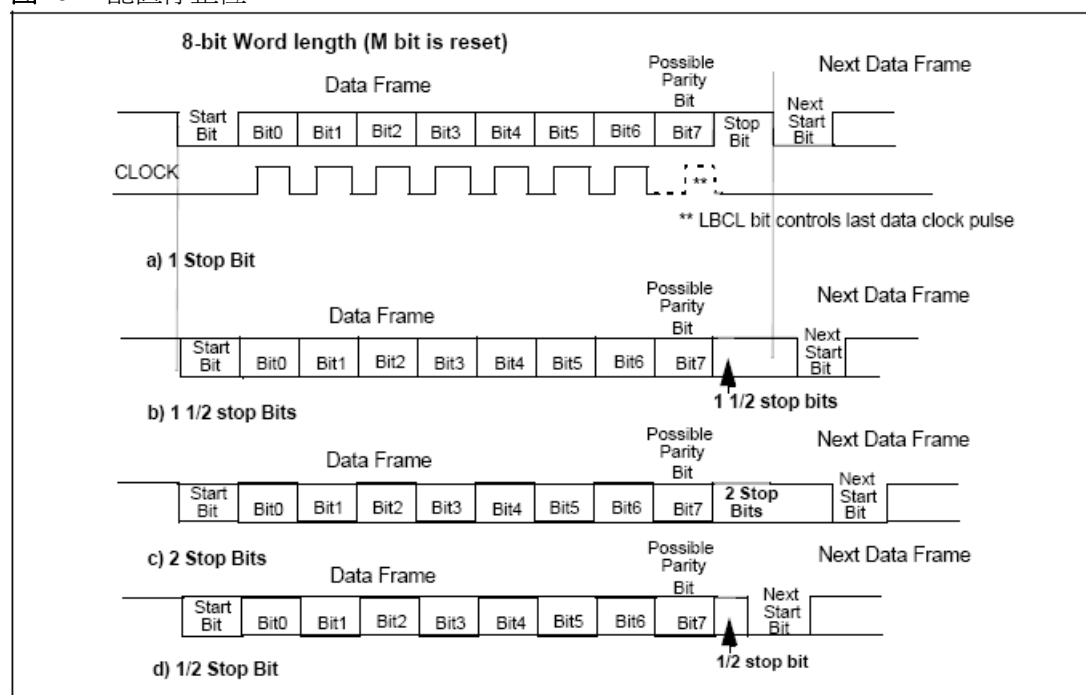 8-bit Word length (M bit is reset)
Data Frame
Possible Parity Bit
Next Data Frame
Start Bit
Bit0
Bit1
Bit2
Bit3
Bit4
Bit5
Bit6
Bit7
Stop Bit
Next Start Bit
CLOCK
**
** LBCL bit controls last data clock pulse
a) 1 Stop Bit
Data Frame
Possible Parity Bit
Next Data Frame
Start Bit
Bit0
Bit1
Bit2
Bit3
Bit4
Bit5
Bit6
Bit7
Next Start Bit
1 1/2 stop bits
b) 1 1/2 stop Bits
Data Frame
Possible Parity Bit
Next Data Frame
Start Bit
Bit0
Bit1
Bit2
Bit3
Bit4
Bit5
Bit6
Bit7
2 Stop Bits
Next Start Bit
c) 2 Stop Bits
Data Frame
Possible Parity Bit
Next Data Frame
Start Bit
Bit0
Bit1
Bit2
Bit3
Bit4
Bit5
Bit6
Bit7
Next Start Bit
1/2 stop bit
d) 1/2 Stop Bit